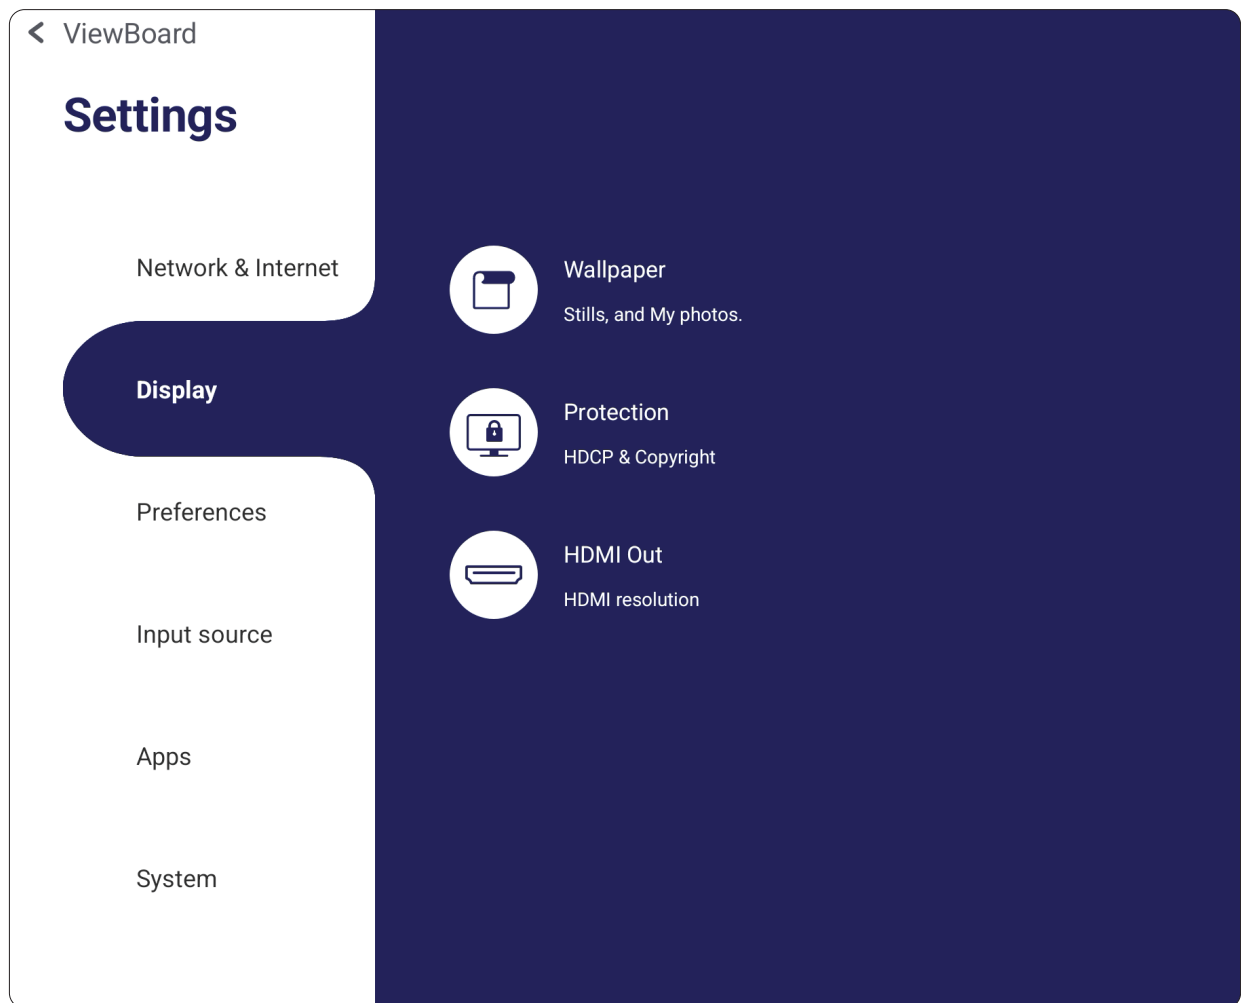 ViewBoard
Settings
Network & Internet
Display
Preferences
Input source
Apps
System
Wallpaper
Stills, and My photos.
Protection
HDCP & Copyright
HDMI Out
HDMI resolution